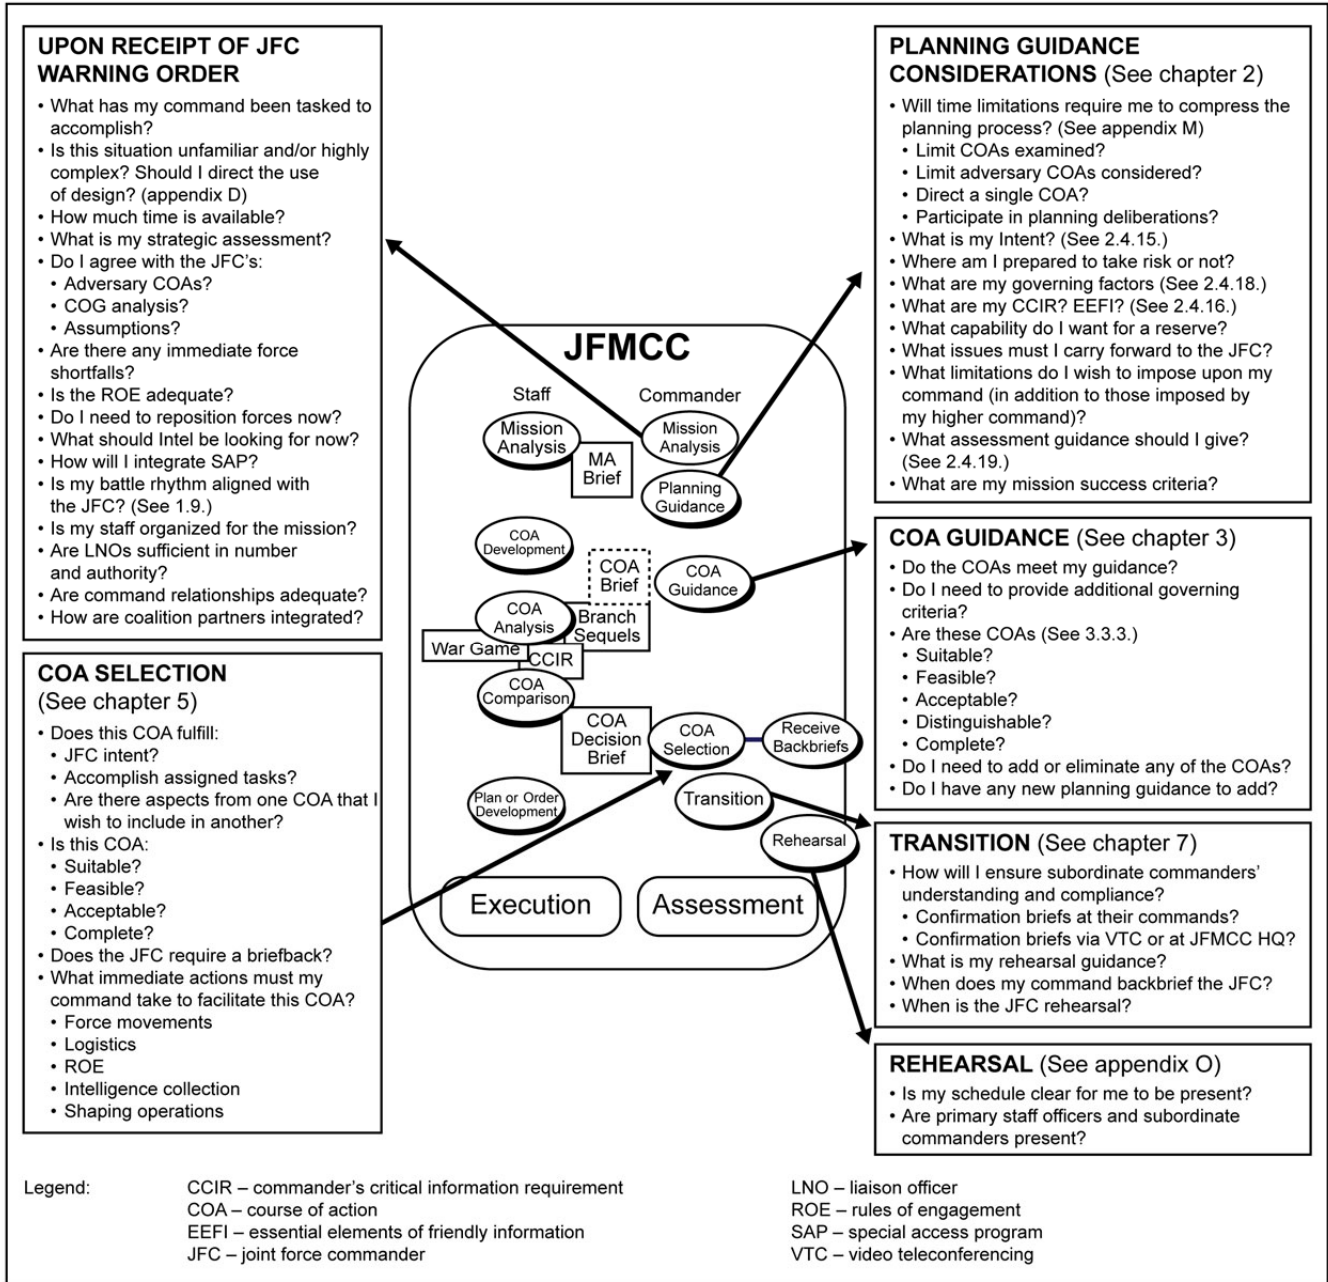 UPON RECEIPT OF JFC
WARNING ORDER
• What has my command been tasked to
accomplish?
• Is this situation unfamiliar and/or highly
complex? Should I direct the use
of design? (appendix D)
• How much time is available?
• What is my strategic assessment?
• Do I agree with the JFC's:
• Adversary COAs?
• COG analysis?
• Assumptions?
• Are there any immediate force
shortfalls?
• Is the ROE adequate?
• Do I need to reposition forces now?
• What should Intel be looking for now?
• How will I integrate SAP?
• Is my battle rhythm aligned with
the JFC? (See 1.9.)
• Is my staff organized for the mission?
• Are LNOs sufficient in number
and authority?
• Are command relationships adequate?
• How are coalition partners integrated?
COA SELECTION
(See chapter 5)
• Does this COA fulfill:
• JFC intent?
• Accomplish assigned tasks?
• Are there aspects from one COA that I
wish to include in another?
• Is this COA:
• Suitable?
• Feasible?
• Acceptable?
• Complete?
• Does the JFC require a briefback?
• What immediate actions must my
command take to facilitate this COA?
• Force movements
• Logistics
• ROE
• Intelligence collection
• Shaping operations
JFMCC
Staff
Commander
Mission
Analysis
MA
Brief
Mission
Analysis
Planning
Guidance
COA
Development
COA
Brief
COA
Guidance
COA
Analysis
Branch
Sequels
War Game
CCIR
COA
Comparison
COA
Decision
Brief
COA
Selection
Receive
Backbriefs
Plan or Order
Development
Transition
Rehearsal
Execution
Assessment
PLANNING GUIDANCE
CONSIDERATIONS (See chapter 2)
• Will time limitations require me to compress the
planning process? (See appendix M)
• Limit COAs examined?
• Limit adversary COAs considered?
• Direct a single COA?
• Participate in planning deliberations?
• What is my Intent? (See 2.4.15.)
• Where am I prepared to take risk or not?
• What are my governing factors (See 2.4.18.)
• What are my CCIR? EEFI? (See 2.4.16.)
• What capability do I want for a reserve?
• What issues must I carry forward to the JFC?
• What limitations do I wish to impose upon my
command (in addition to those imposed by
my higher command)?
• What assessment guidance should I give?
(See 2.4.19.)
• What are my mission success criteria?
COA GUIDANCE (See chapter 3)
• Do the COAs meet my guidance?
• Do I need to provide additional governing
criteria?
• Are these COAs (See 3.3.3.)
• Suitable?
• Feasible?
• Acceptable?
• Distinguishable?
• Complete?
• Do I need to add or eliminate any of the COAs?
• Do I have any new planning guidance to add?
TRANSITION (See chapter 7)
• How will I ensure subordinate commanders'
understanding and compliance?
• Confirmation briefs at their commands?
• Confirmation briefs via VTC or at JFMCC HQ?
• What is my rehearsal guidance?
• When does my command backbrief the JFC?
• When is the JFC rehearsal?
REHEARSAL (See appendix O)
• Is my schedule clear for me to be present?
• Are primary staff officers and subordinate
commanders present?
Legend:
CCIR – commander's critical information requirement
COA – course of action
EEFI – essential elements of friendly information
JFC – joint force commander
LNO – liaison officer
ROE – rules of engagement
SAP – special access program
VTC – video teleconferencing